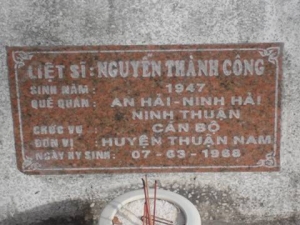 LIỆT SĨ : NGUYỄN THÀNH CÔNG
SINH NĂM : 1947
QUÊ QUÁN : AN HẢI - NINH HẢI
NINH THUẬN
CHỨC VỤ : CÁN BỘ
ĐƠN VỊ : HUYỆN THUẬN NAM
NGÀY HY SINH : 07 - 03 - 1968